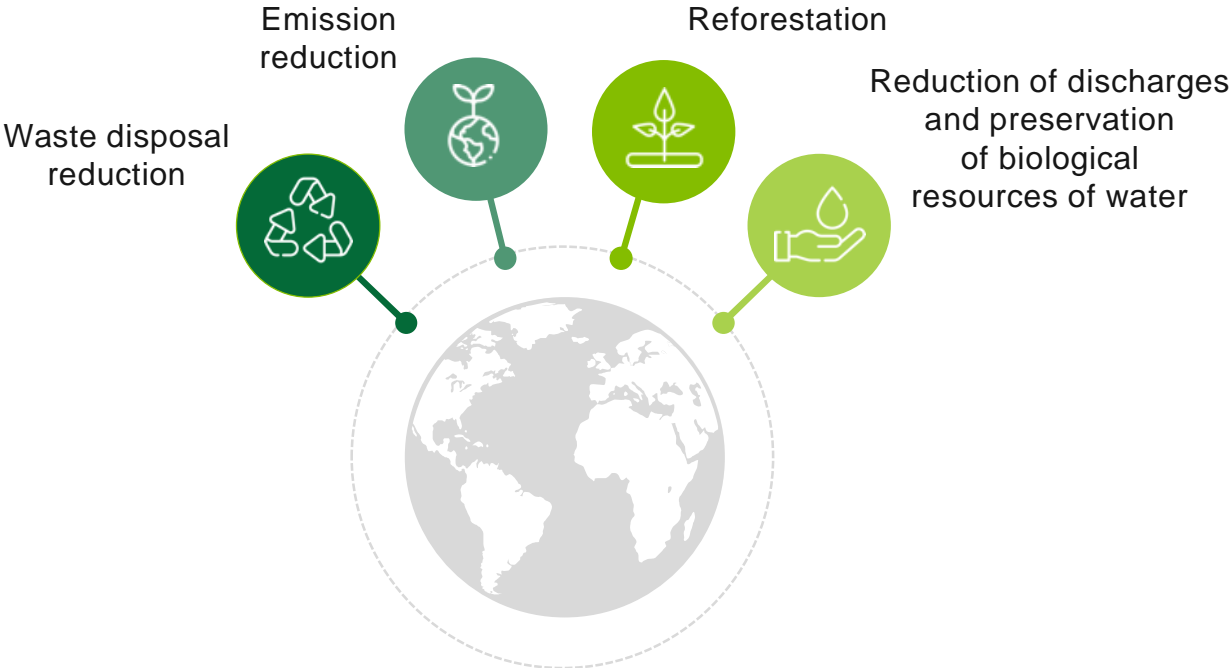 Emission
reduction
Reforestation
Reduction of discharges
and preservation
of biological
resources of water
Waste disposal
reduction